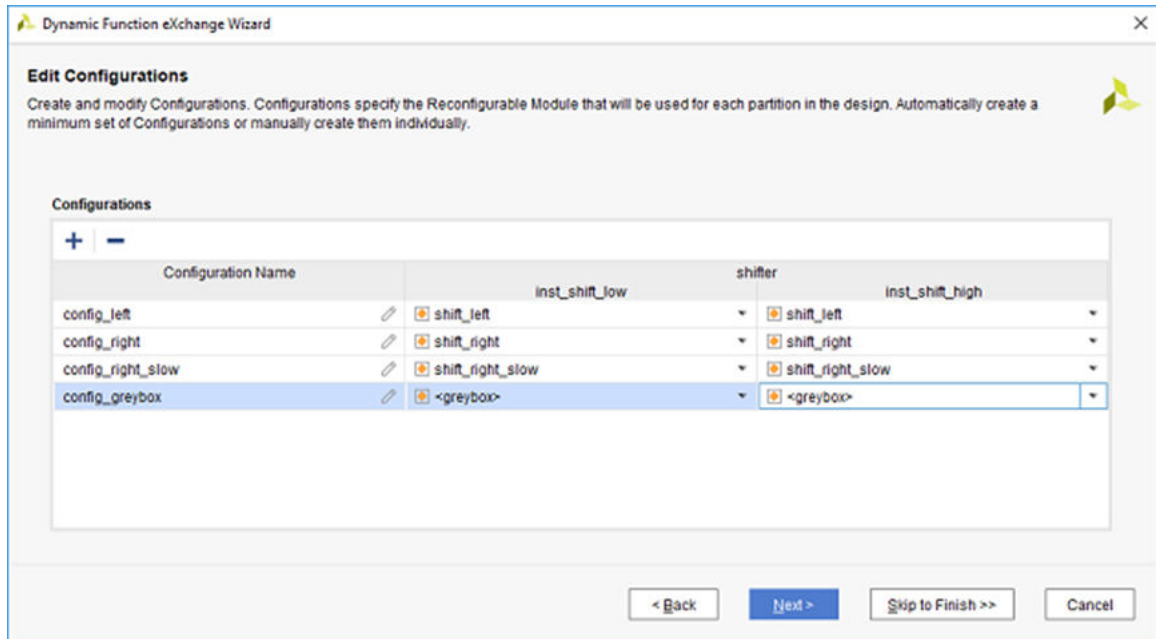 Dynamic Function eXchange Wizard
Edit Configurations
Create and modify Configurations. Configurations specify the Reconfigurable Module that will be used for each partition in the design. Automatically create a
minimum set of Configurations or manually create them individually.
Configurations
Configuration Name shifter
inst_shift_low inst_shift_high
config_left shift_left shift_left
config_right shift_right shift_right
config_right_slow shift_right_slow shift_right_slow
config_greybox <greybox> <greybox>
< Back Next > Skip to Finish >> Cancel